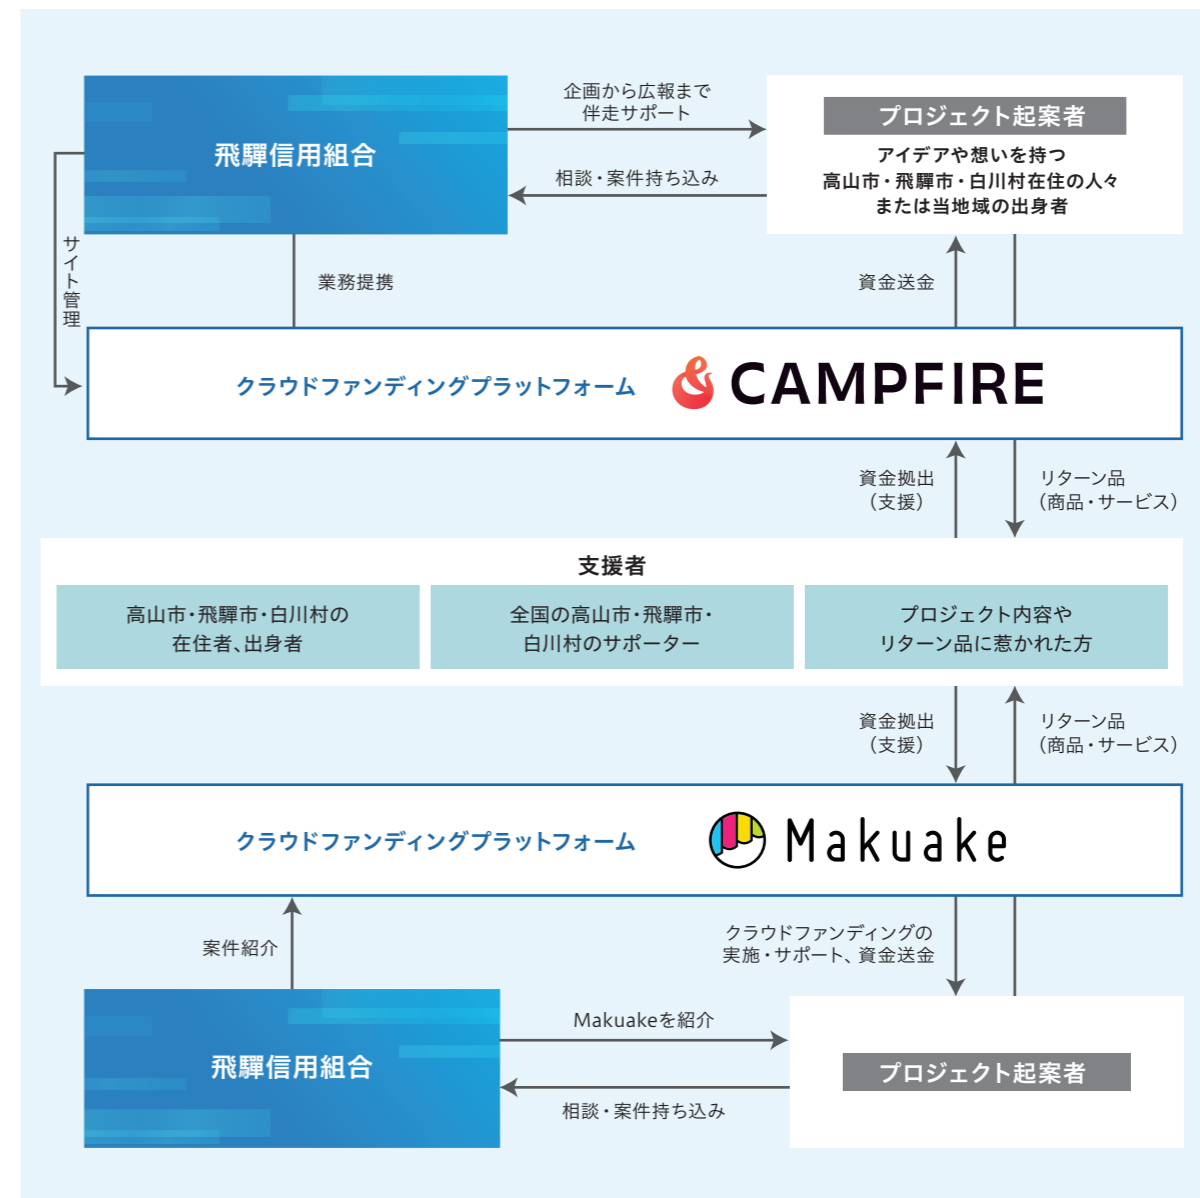 飛驒信用組合
企画から広報まで
伴走サポート
相談・案件持ち込み
プロジェクト起案者
アイデアや想いを持つ
高山市・飛驒市・白川村在住の人々
または当地域の出身者
サイト管理
業務提携
資金送金
クラウドファンディングプラットフォーム
CAMPFIRE
資金拠出
（支援）
リターン品
（商品・サービス）
支援者
高山市・飛驒市・白川村の
在住者、出身者
全国の高山市・飛驒市・
白川村のサポーター
プロジェクト内容や
リターン品に惹かれた方
資金拠出
（支援）
リターン品
（商品・サービス）
クラウドファンディングプラットフォーム
Makuake
案件紹介
クラウドファンディングの
実施・サポート、資金送金
飛驒信用組合
Makuakeを紹介
相談・案件持ち込み
プロジェクト起案者